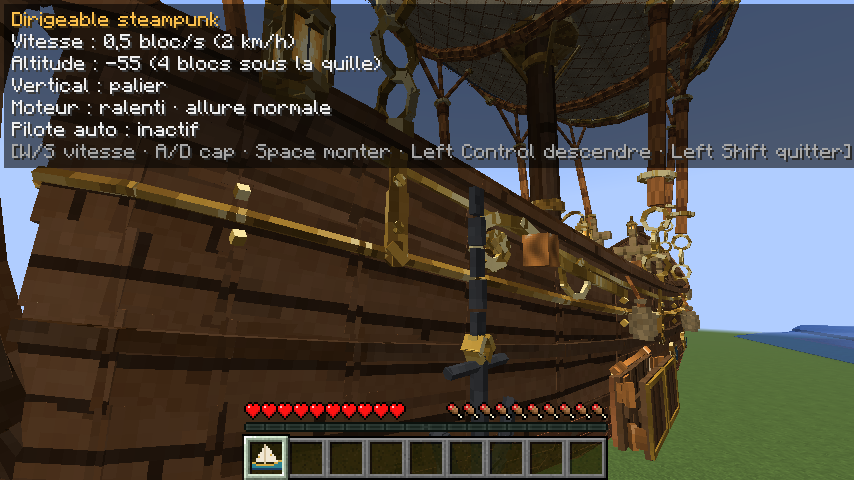 Dirigeable steampunk
Vitesse : 0,5 bloc/s (2 km/h)
Altitude : -55 (4 blocs sous la quille)
Vertical : palier
Moteur : ralenti · allure normale
Pilote auto : inactif
[W/S vitesse · A/D cap · Space monter · Left Control descendre · Left Shift quitter]